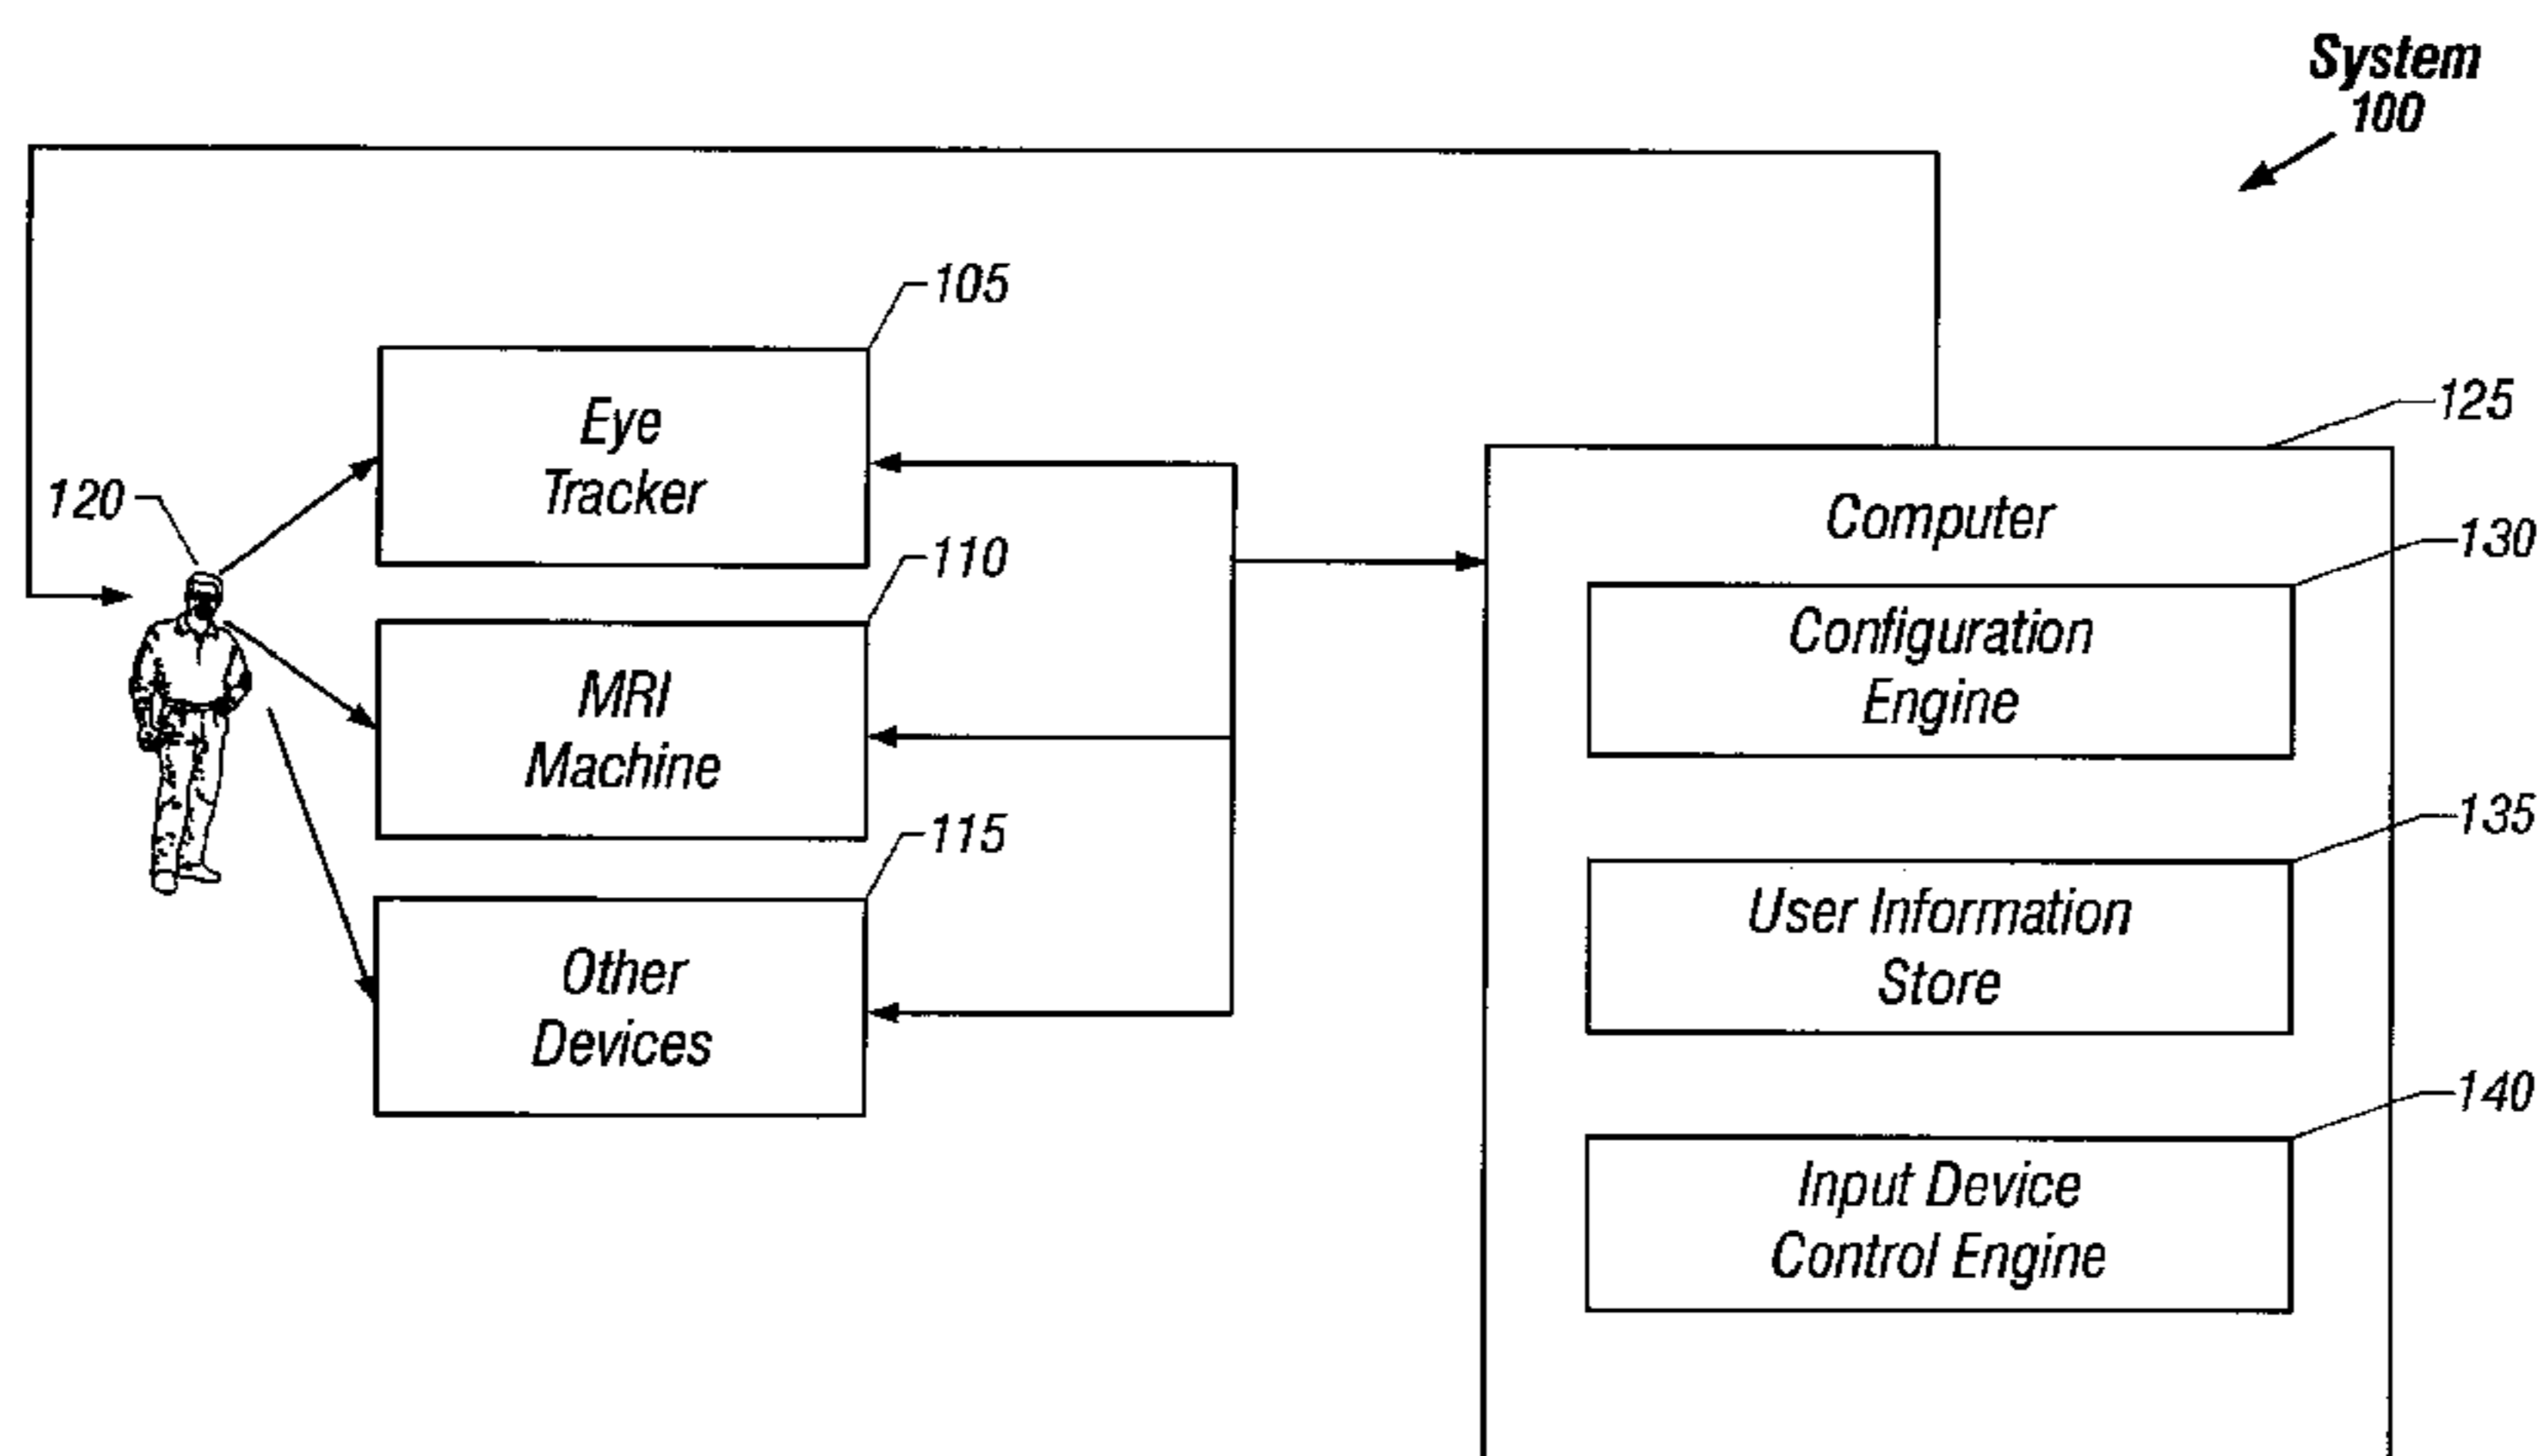 System
100
105
Eye
Tracker
125
120
Computer
130
110
Configuration
Engine
MRI
Machine
135
115
User Information
Store
Other
Devices
140
Input Device
Control Engine